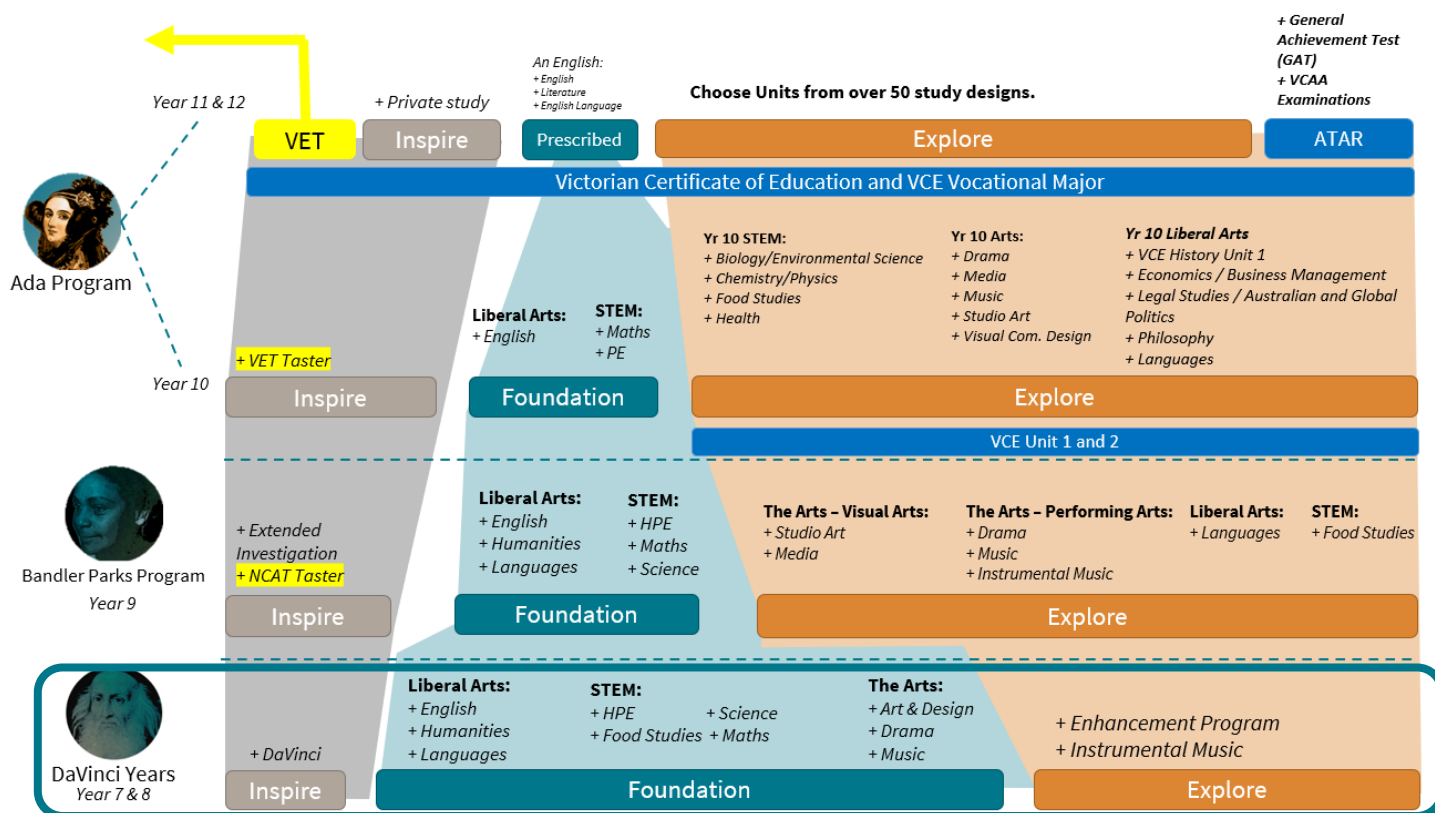 + General
Achievement Test
(GAT)
+ VCAA
Examinations
An English:
+ English
+ Literature
+ English Language
Year 11 & 12
+ Private study
Choose Units from over 50 study designs.
VET
Inspire
Prescribed
Explore
ATAR
Victorian Certificate of Education and VCE Vocational Major
Ada Program
Yr 10 STEM:
+ Biology/Environmental Science
+ Chemistry/Physics
+ Food Studies
+ Health
Yr 10 Arts:
+ Drama
+ Media
+ Music
+ Studio Art
+ Visual Com. Design
Yr 10 Liberal Arts
+ VCE History Unit 1
+ Economics / Business Management
+ Legal Studies / Australian and Global
Politics
+ Philosophy
+ Languages
Liberal Arts:
+ English
STEM:
+ Maths
+ PE
+ VET Taster
Year 10
Inspire
Foundation
Explore
VCE Unit 1 and 2
Bandler Parks Program
Year 9
+ Extended
Investigation
+ NCAT Taster
Liberal Arts:
+ English
+ Humanities
+ Languages
STEM:
+ HPE
+ Maths
+ Science
The Arts – Visual Arts:
+ Studio Art
+ Media
The Arts – Performing Arts:
+ Drama
+ Music
+ Instrumental Music
Liberal Arts:
+ Languages
STEM:
+ Food Studies
Inspire
Foundation
Explore
DaVinci Years
Year 7 & 8
+ DaVinci
Liberal Arts:
+ English
+ Humanities
+ Languages
STEM:
+ HPE
+ Food Studies
+ Science
+ Maths
The Arts:
+ Art & Design
+ Drama
+ Music
+ Enhancement Program
+ Instrumental Music
Inspire
Foundation
Explore